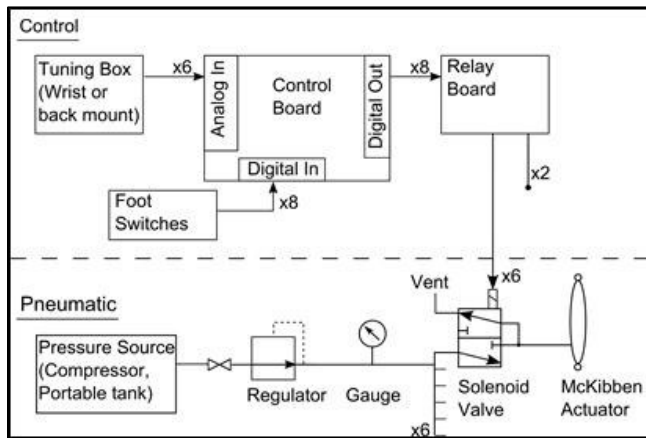 Control
Tuning Box
(Wrist or
back mount)
x6
Analog In
Control
Board
Digital Out
Digital In
x8
Relay
Board
x2
Foot
Switches
x8
x6
Pneumatic
Vent
Pressure Source
(Compressor,
Portable tank)
Regulator
Gauge
x6
Solenoid
Valve
McKibben
Actuator